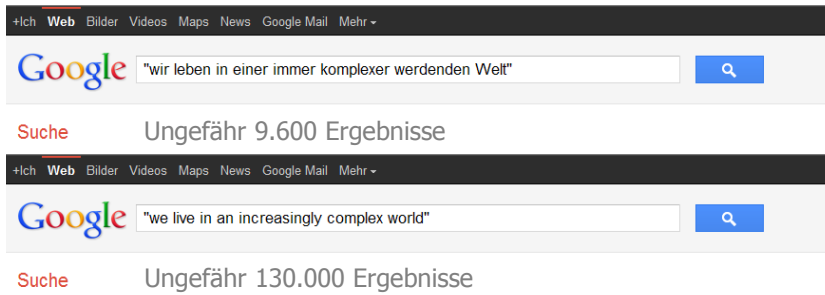 +Ich Web Bilder Videos Maps News Google Mail Mehr
Google "wir leben in einer immer komplexer werdenden Welt"
Suche Ungefähr 9.600 Ergebnisse
+Ich Web Bilder Videos Maps News Google Mail Mehr
Google "we live in an increasingly complex world"
Suche Ungefähr 130.000 Ergebnisse